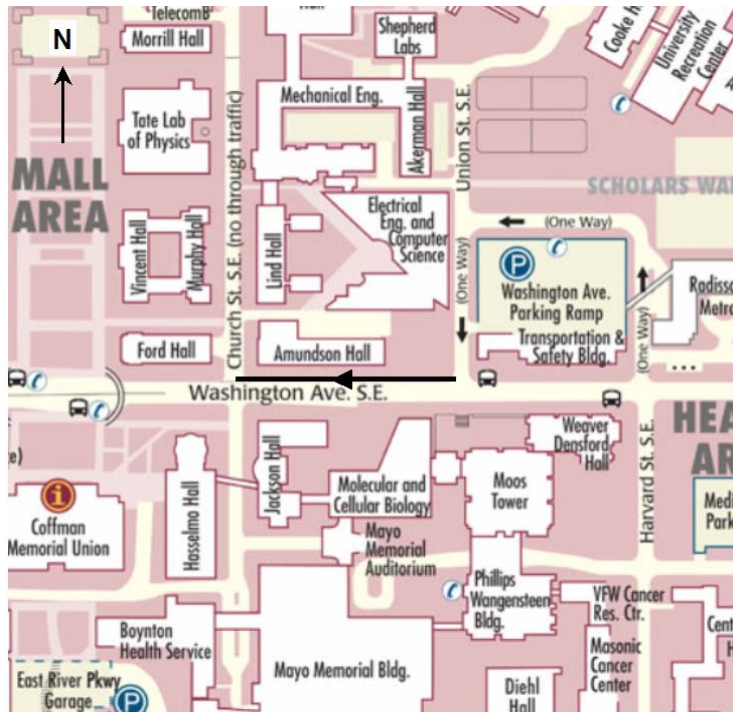 TelecomB
Hall
N
Morrill Hall
Shepherd
Labs
Cooke H
University
Recreation
Center
Mechanical Eng.
Akerman Hall
Tate Lab
of Physics
Church St. S.E. (no through traffic)
Union St. S.E.
MALL
AREA
SCHOLARS WA
Electrical
Eng. and
Computer
Science
Vincent Hall
Murphy Hall
Lind Hall
(One Way)
(One Way)
P
Washington Ave.
Parking Ramp
Radisso
Metro
(One Way)
Transportation &
Safety Bldg.
Ford Hall
Amundson Hall
Washington Ave. S.E.
Weaver
Densford
Hall
HEA
AR
Harvard St. S.E.
e)
Hasselmo Hall
Jackson Hall
Molecular and
Cellular Biology
Moos
Tower
i
Coffman
Memorial Union
Medi
Park
Mayo
Memorial
Auditorium
Phillips
Wangensteen
Bldg.
VFW Cancer
Res. Ctr.
Boynton
Health Service
Masonic
Cancer
Center
Cent
H
Mayo Memorial Bldg.
East River Pkwy
Garage
P
Diehl
Hall